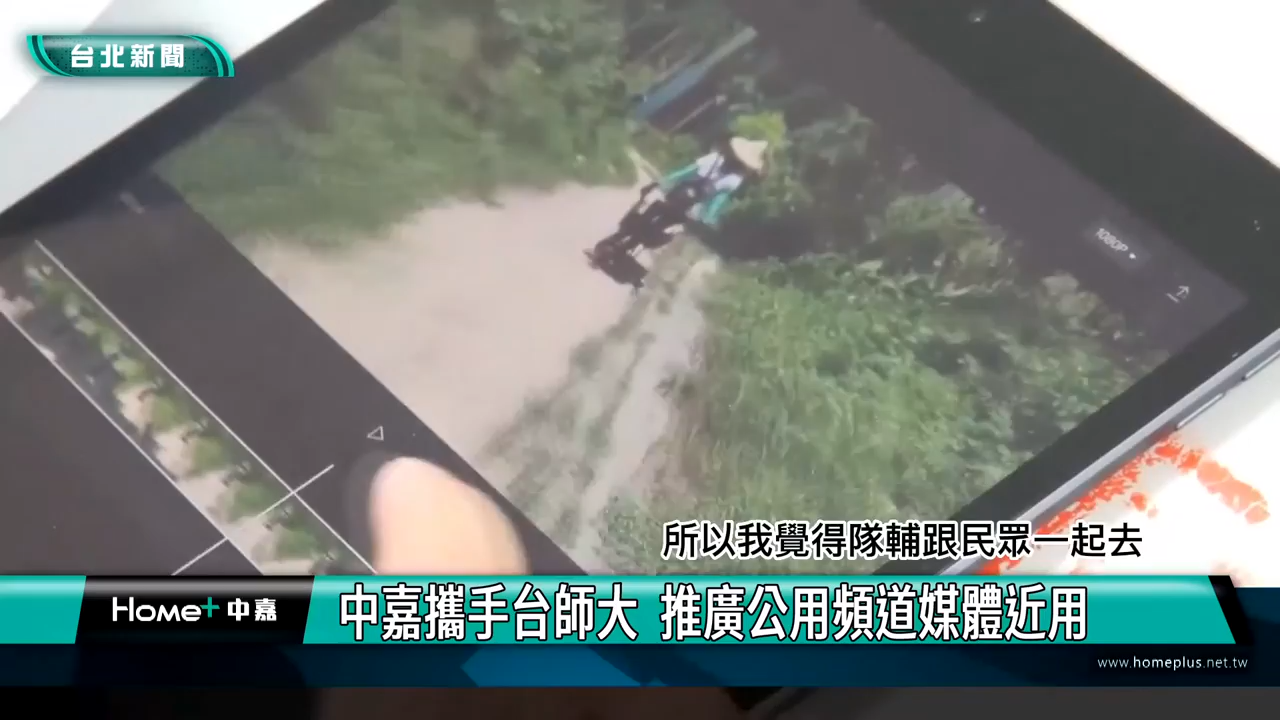 台北新聞
1080P
所以我覺得隊輔跟民眾一起去
Home+中嘉
中嘉攜手台師大 推廣公用頻道媒體近用
www.homeplus.net.tw